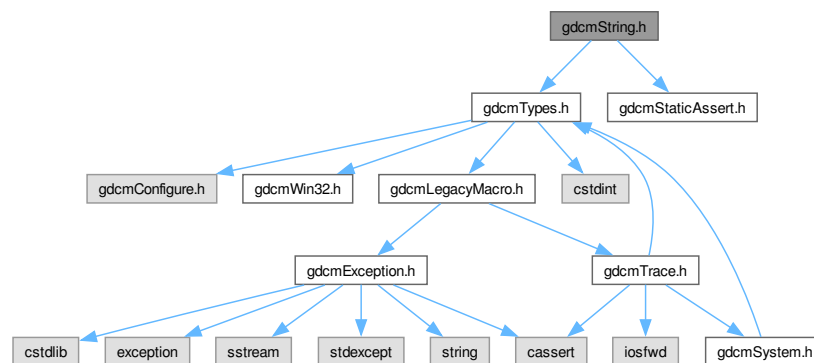 gdcmString.h
gdcmTypes.h
gdcmStaticAssert.h
gdcmConfigure.h
gdcmWin32.h
gdcmLegacyMacro.h
cstdint
gdcmException.h
gdcmTrace.h
cstdlib
exception
sstream
stdexcept
string
cassert
iosfwd
gdcmSystem.h